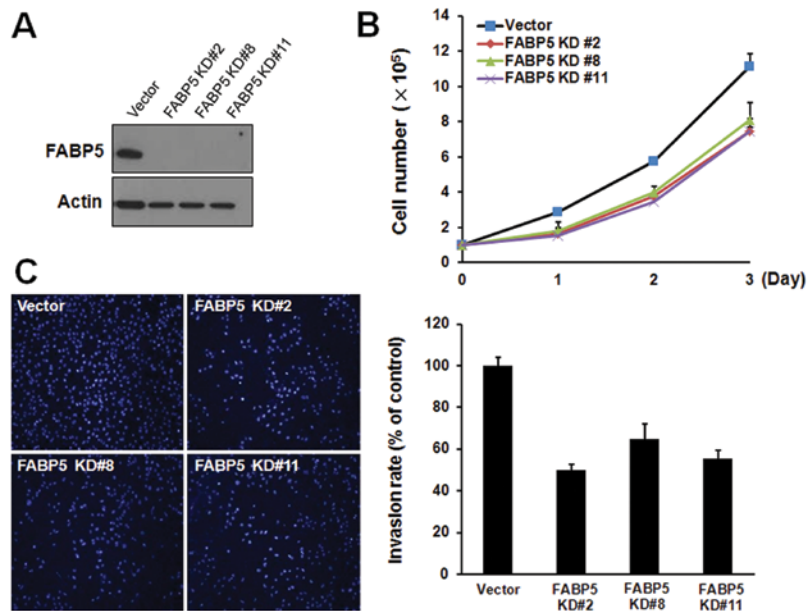 A
Vector
FABP5 KD#2
FABP5 KD#8
FABP5 KD#11
FABP5
Actin
B
Vector
FABP5 KD #2
FABP5 KD #8
FABP5 KD #11
Cell number (× 10⁵)
14
12
10
8
6
4
2
0
0 1 2 3 (Day)
C
Vector
FABP5 KD#2
FABP5 KD#8
FABP5 KD#11
Invasion rate (% of control)
120
100
80
60
40
20
0
Vector
FABP5 KD#2
FABP5 KD#8
FABP5 KD#11